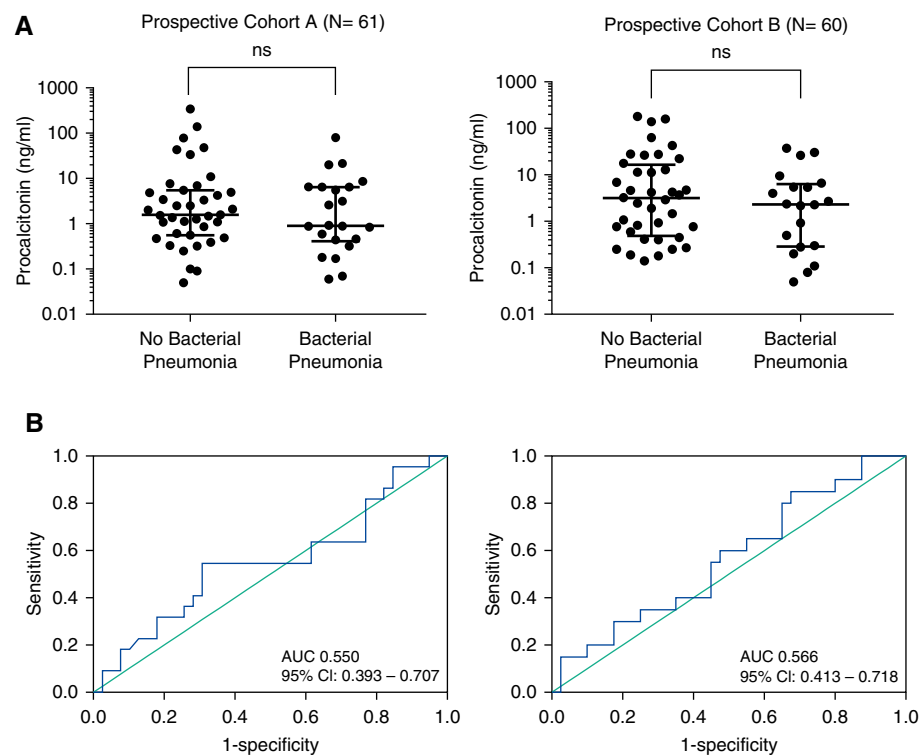 A
Prospective Cohort A (N= 61)
ns
Procalcitonin (ng/ml)
1000
100
10
1
0.1
0.01
No Bacterial
Pneumonia
Bacterial
Pneumonia
Prospective Cohort B (N= 60)
ns
Procalcitonin (ng/ml)
1000
100
10
1
0.1
0.01
No Bacterial
Pneumonia
Bacterial
Pneumonia
B
Sensitivity
1.0
0.8
0.6
0.4
0.2
0.0
AUC 0.550
95% CI: 0.393 – 0.707
0.0 0.2 0.4 0.6 0.8 1.0
1-specificity
Sensitivity
1.0
0.8
0.6
0.4
0.2
0.0
AUC 0.566
95% CI: 0.413 – 0.718
0.0 0.2 0.4 0.6 0.8 1.0
1-specificity